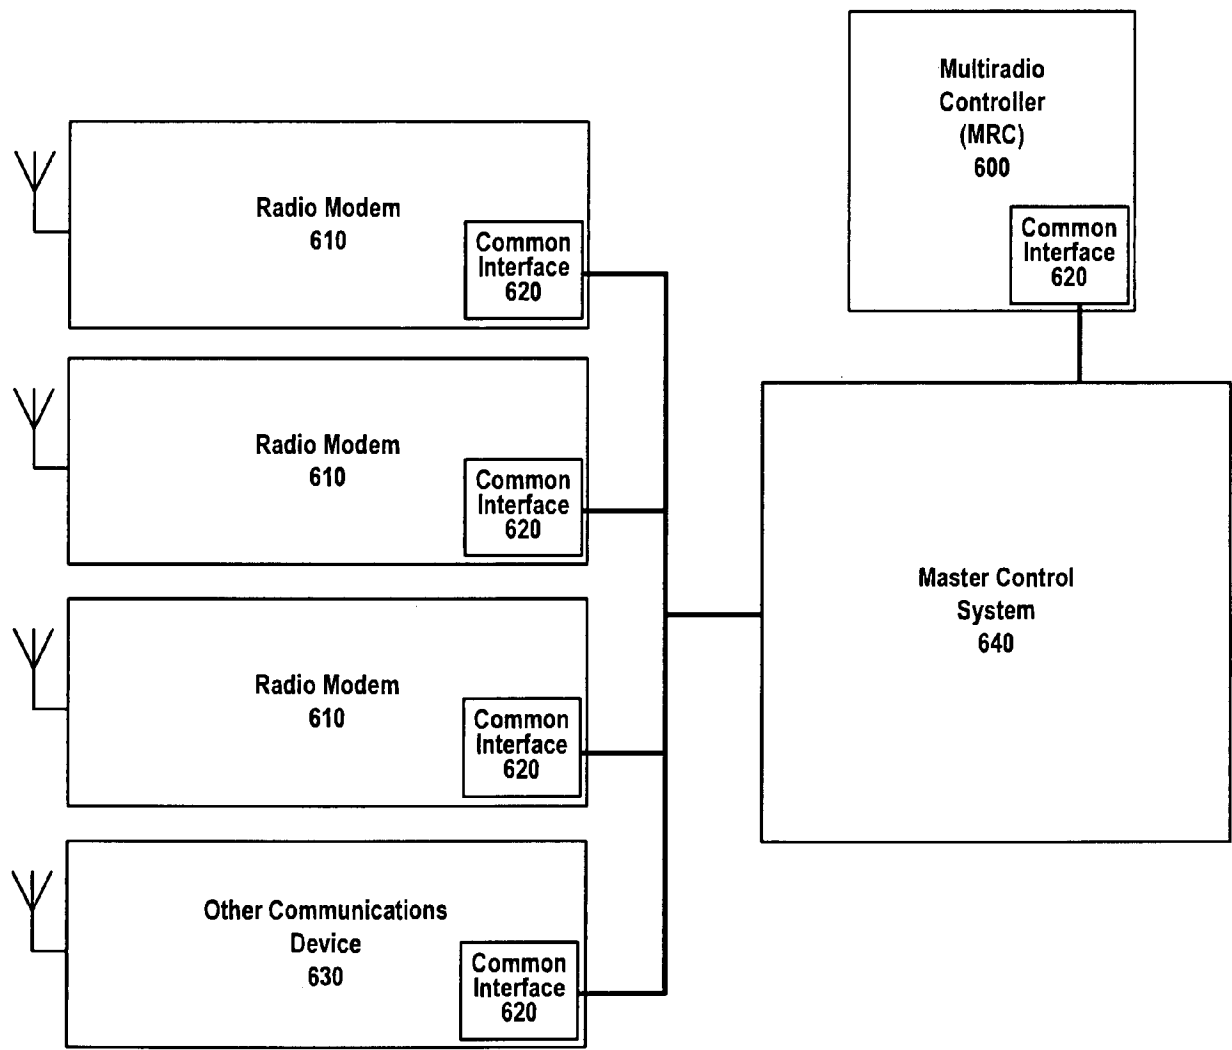 Multiradio
Controller
(MRC)
600
Common
Interface
620
Radio Modem
610
Common
Interface
620
Radio Modem
610
Common
Interface
620
Radio Modem
610
Common
Interface
620
Other Communications
Device
630
Common
Interface
620
Master Control
System
640